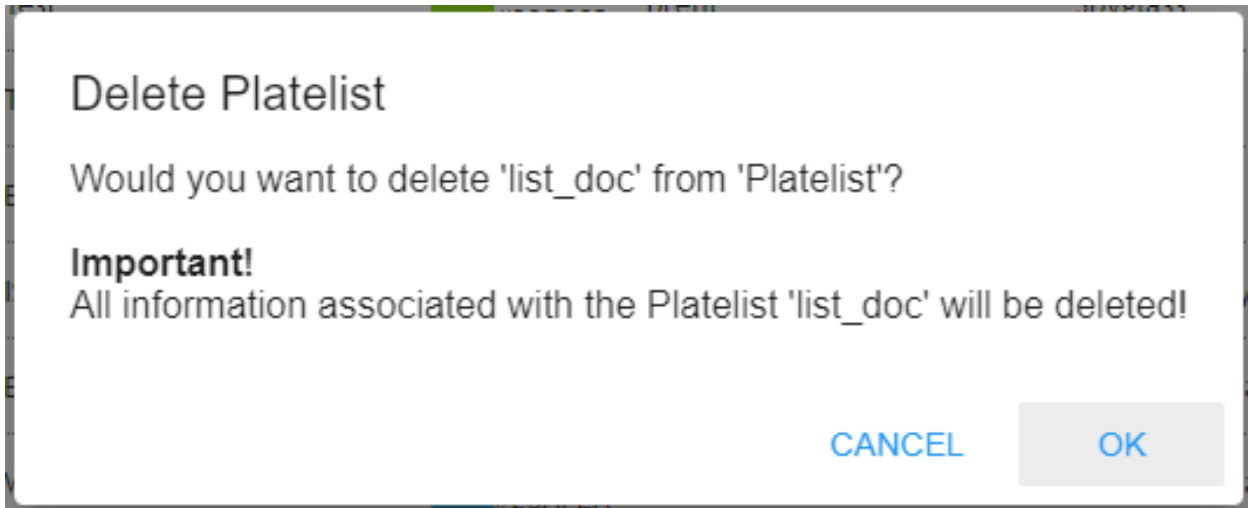 Delete Platelist
Would you want to delete 'list_doc' from 'Platelist'?
Important!
All information associated with the Platelist 'list_doc' will be deleted!
CANCEL OK